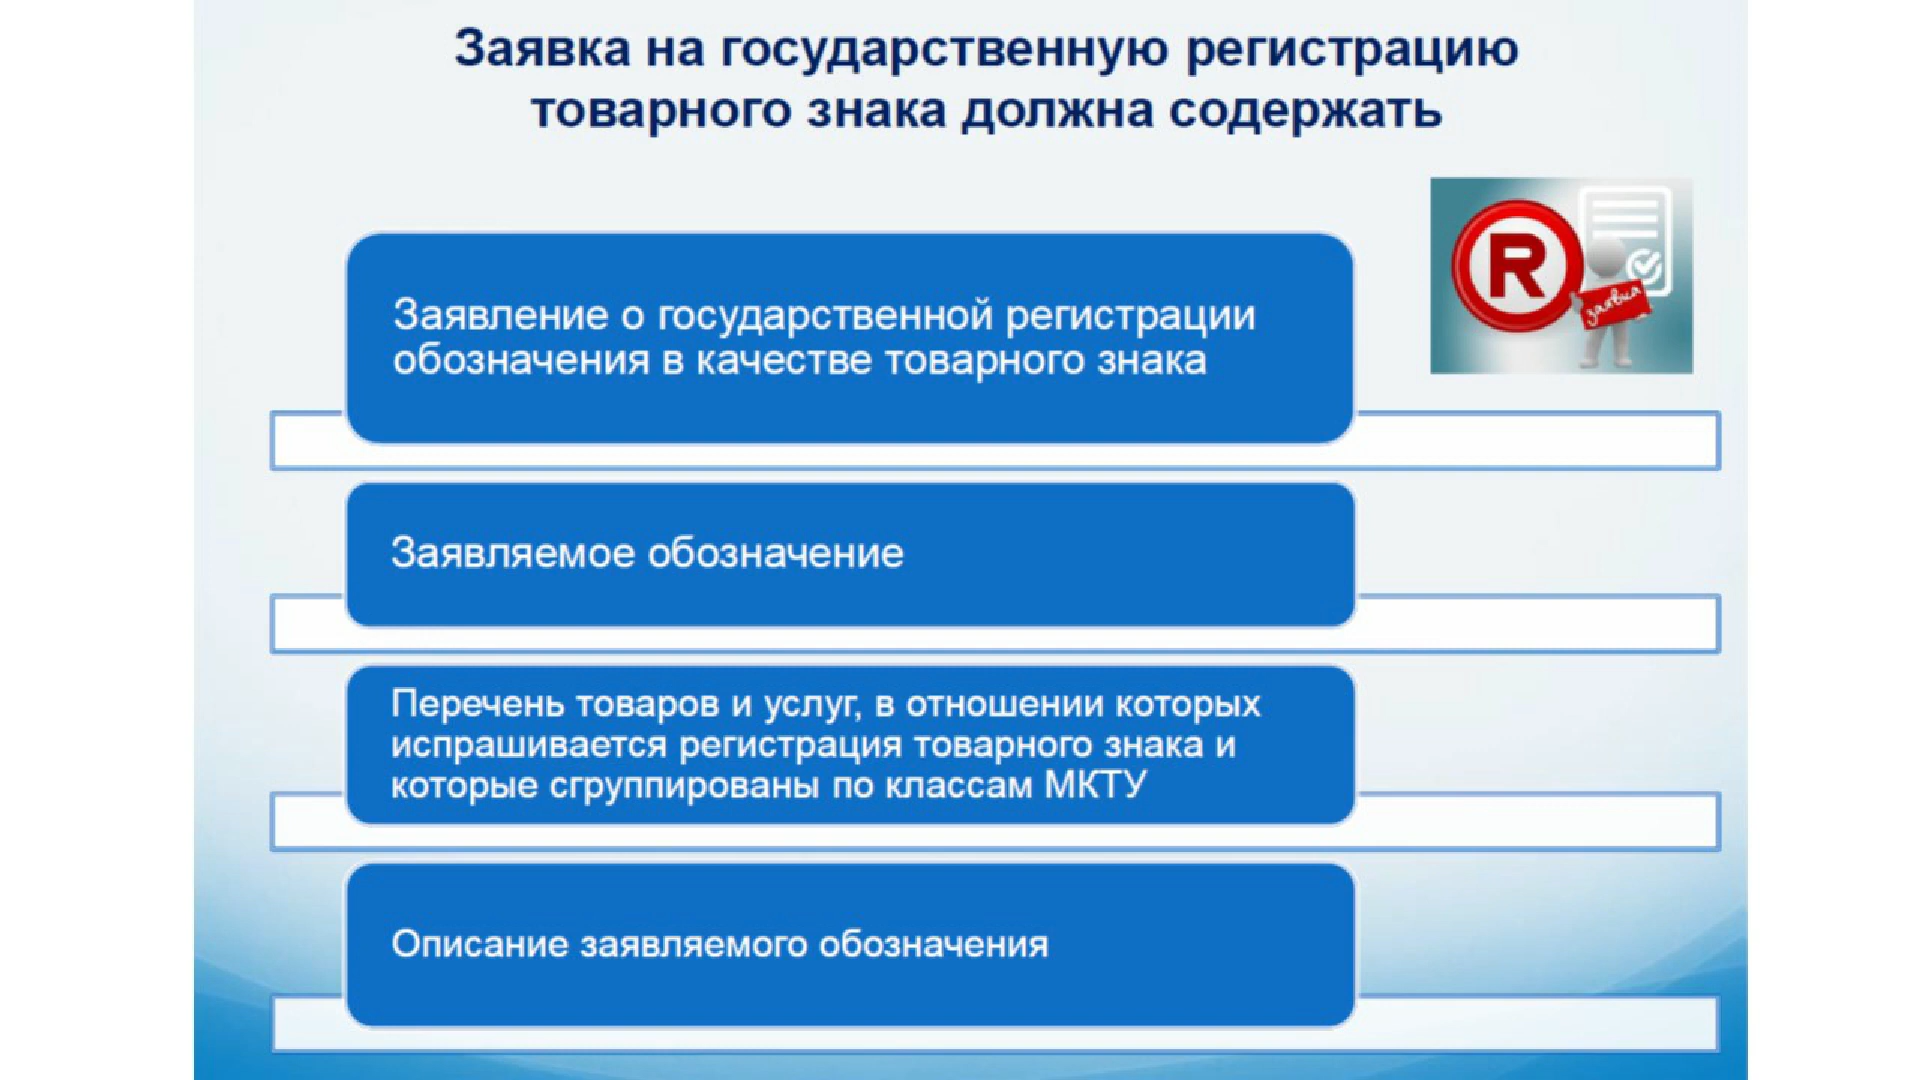 Заявка на государственную регистрацию
товарного знака должна содержать
R
заявка
Заявление о государственной регистрации
обозначения в качестве товарного знака
Заявляемое обозначение
Перечень товаров и услуг, в отношении которых
испрашивается регистрация товарного знака и
которые сгруппированы по классам МКТУ
Описание заявляемого обозначения